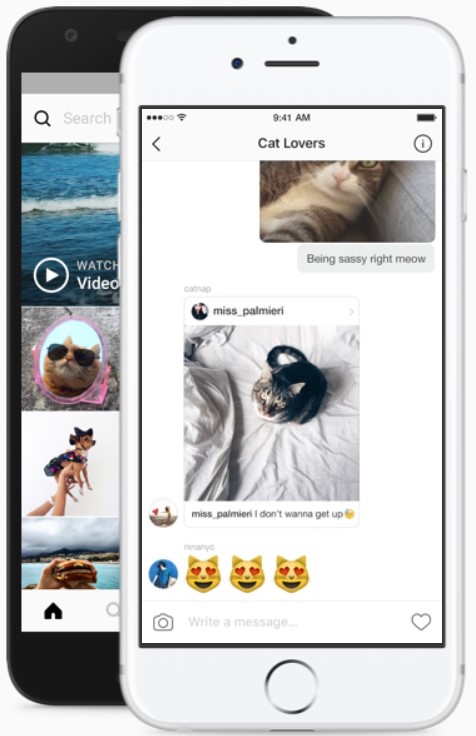 Search
WATCH
Video
9:41 AM
Cat Lovers
Being sassy right meow
catnap
miss_palmieri
miss_palmieri I don't wanna get up
ninanyc
Write a message...